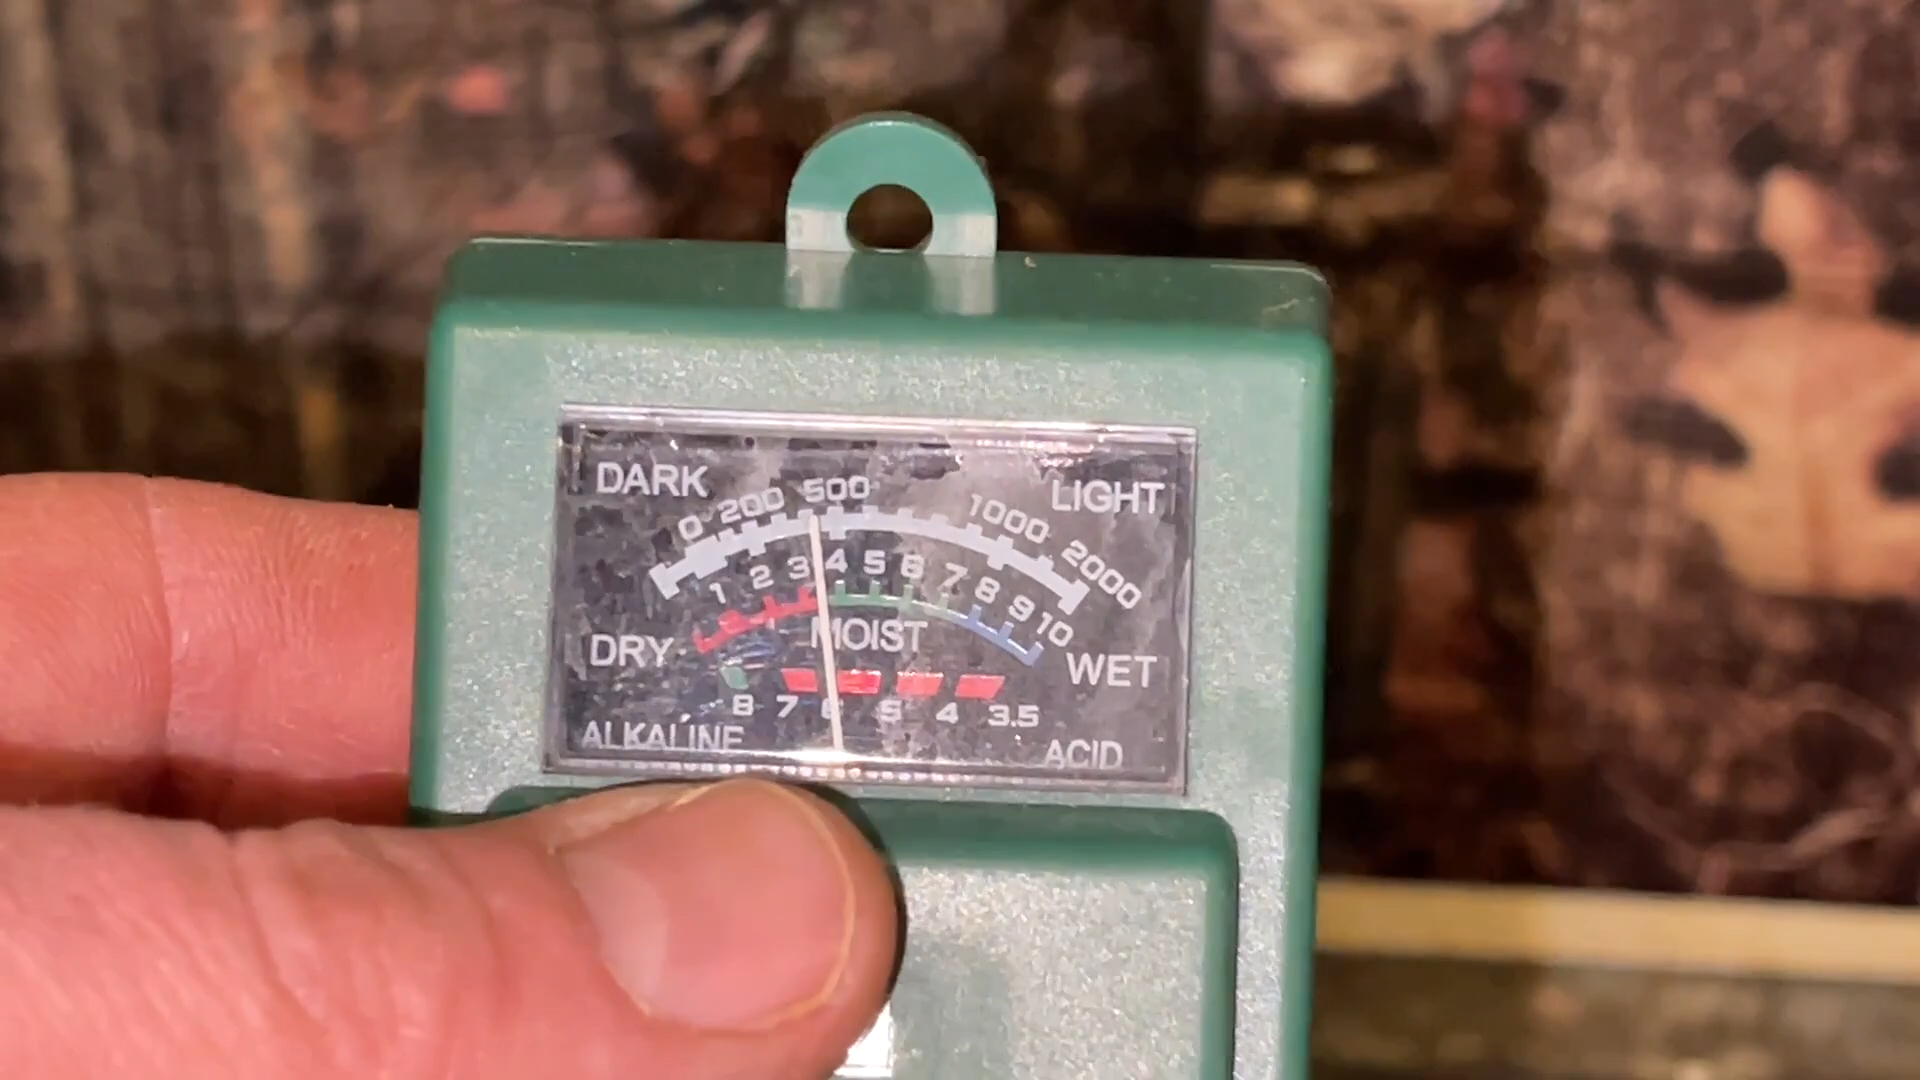 DARK LIGHT
0 200 500 1000 2000
1 2 3 4 5 6 7 8 9 10
DRY MOIST WET
8 7 6 5 4 3.5
ALKALINE ACID